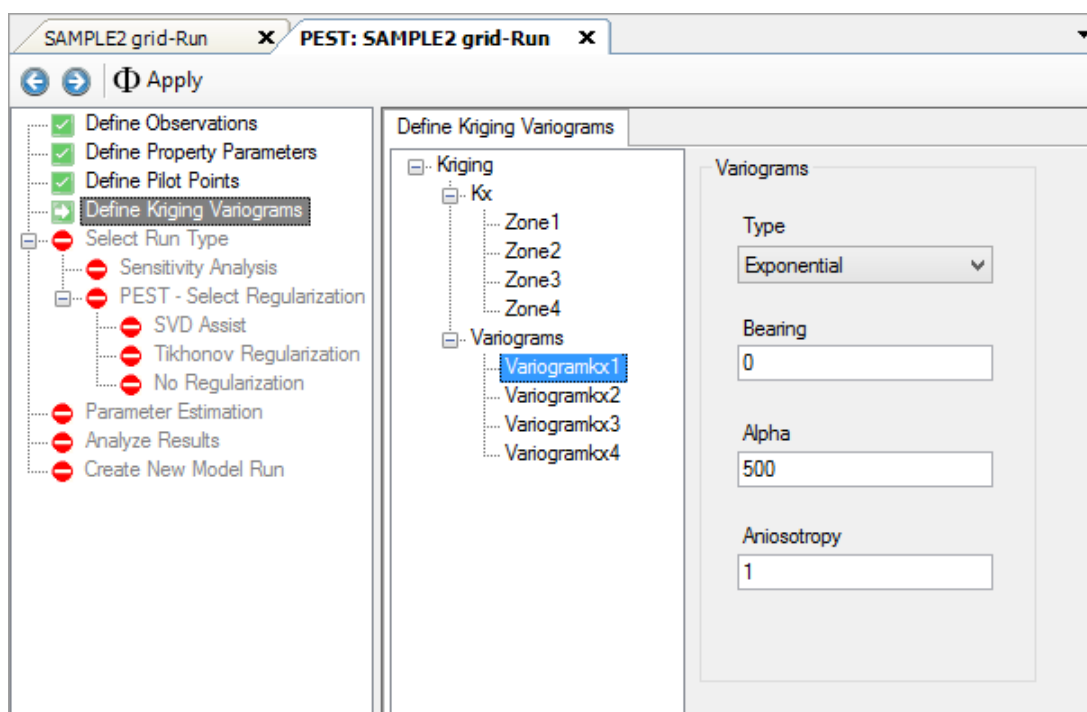 SAMPLE2 grid-Run
PEST: SAMPLE2 grid-Run
Φ Apply
Define Observations
Define Property Parameters
Define Pilot Points
Define Kriging Variograms
Select Run Type
Sensitivity Analysis
PEST - Select Regularization
SVD Assist
Tikhonov Regularization
No Regularization
Parameter Estimation
Analyze Results
Create New Model Run
Define Kriging Variograms
Kriging
Kx
Zone1
Zone2
Zone3
Zone4
Variograms
Variogramkx1
Variogramkx2
Variogramkx3
Variogramkx4
Variograms
Type
Exponential
Bearing
0
Alpha
500
Aniosotropy
1